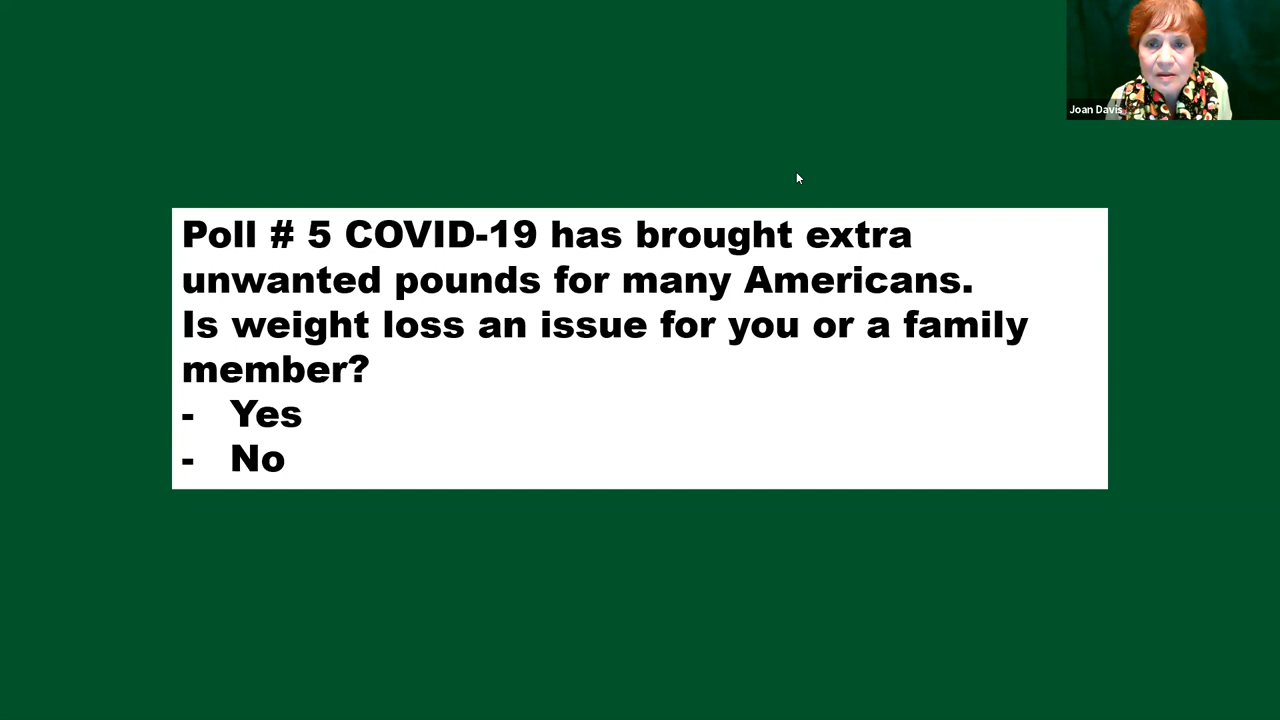 Joan Davis
Poll # 5 COVID-19 has brought extra
unwanted pounds for many Americans.
Is weight loss an issue for you or a family
member?
- Yes
- No